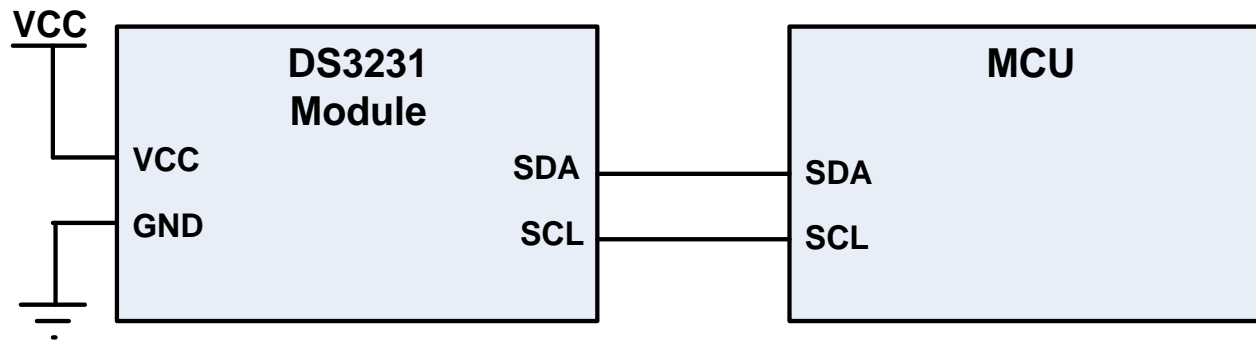 VCC
DS3231
Module
MCU
VCC
SDA
SDA
GND
SCL
SCL